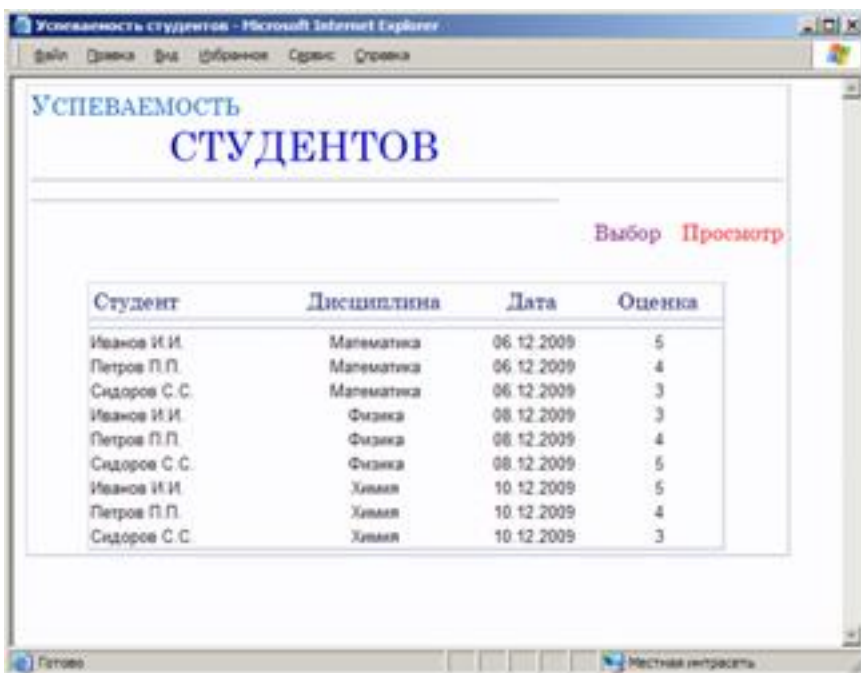 Успеваемость студентов - Microsoft Internet Explorer
Файл Правка Вид Избранное Сервис Справка
УСПЕВАЕМОСТЬ
СТУДЕНТОВ
Выбор Просмотр
Студент Дисциплина Дата Оценка
Иванов И.И. Математика 06.12.2009 5
Петров П.П. Математика 06.12.2009 4
Сидоров С.С. Математика 06.12.2009 3
Иванов И.И. Физика 08.12.2009 3
Петров П.П. Физика 08.12.2009 4
Сидоров С.С. Физика 08.12.2009 5
Иванов И.И. Химия 10.12.2009 5
Петров П.П. Химия 10.12.2009 4
Сидоров С.С. Химия 10.12.2009 3
Готово Местная интрасеть